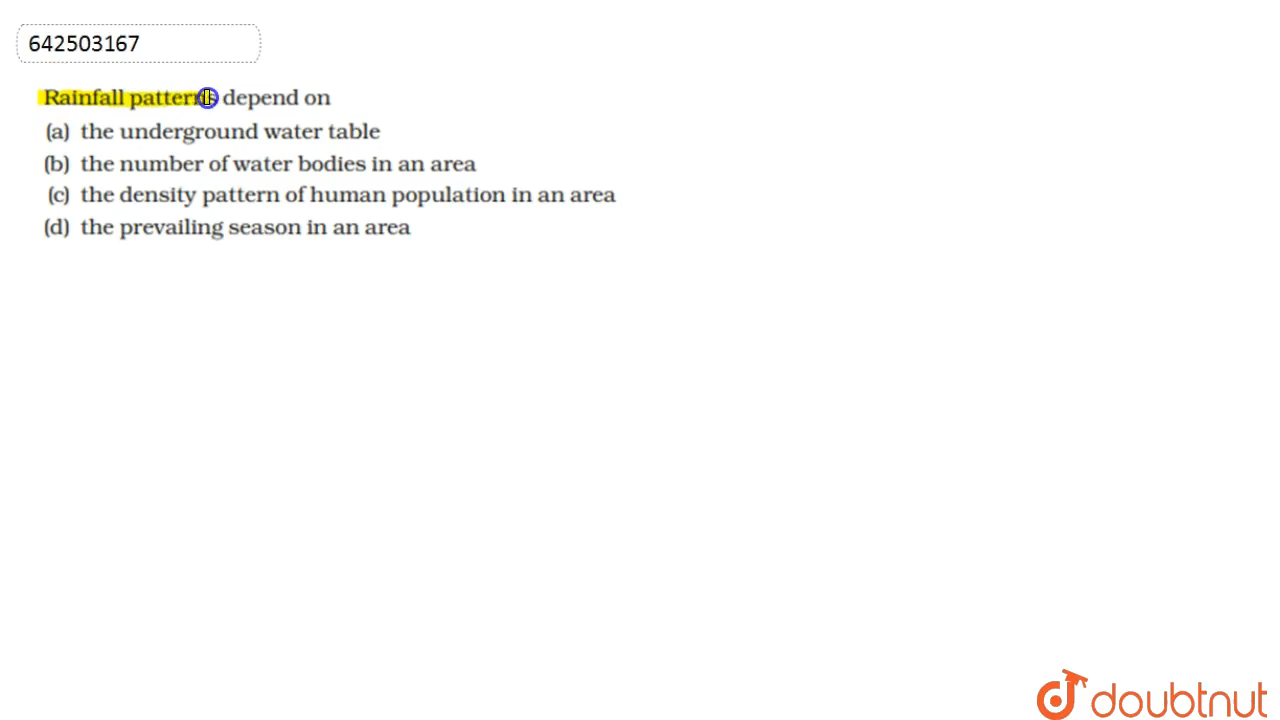 642503167
Rainfall patterns depend on
(a) the underground water table
(b) the number of water bodies in an area
(c) the density pattern of human population in an area
(d) the prevailing season in an area
doubtnut